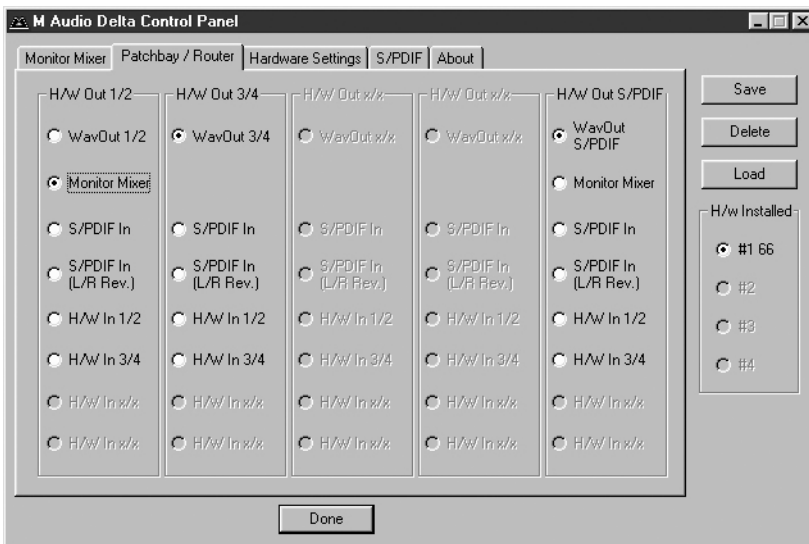 M Audio Delta Control Panel
Monitor Mixer
Patchbay / Router
Hardware Settings
S/PDIF
About
H/W Out 1/2
WavOut 1/2
Monitor Mixer
S/PDIF In
S/PDIF In
(L/R Rev.)
H/W In 1/2
H/W In 3/4
H/W In x/x
H/W In x/x
H/W Out 3/4
WavOut 3/4
S/PDIF In
S/PDIF In
(L/R Rev.)
H/W In 1/2
H/W In 3/4
H/W In x/x
H/W In x/x
H/W Out x/x
WavOut x/x
S/PDIF In
S/PDIF In
(L/R Rev.)
H/W In 1/2
H/W In 3/4
H/W In x/x
H/W In x/x
H/W Out x/x
WavOut x/x
S/PDIF In
S/PDIF In
(L/R Rev.)
H/W In 1/2
H/W In 3/4
H/W In x/x
H/W In x/x
H/W Out S/PDIF
WavOut
S/PDIF
Monitor Mixer
S/PDIF In
S/PDIF In
(L/R Rev.)
H/W In 1/2
H/W In 3/4
H/W In x/x
H/W In x/x
Save
Delete
Load
H/w Installed
#1 66
#2
#3
#4
Done